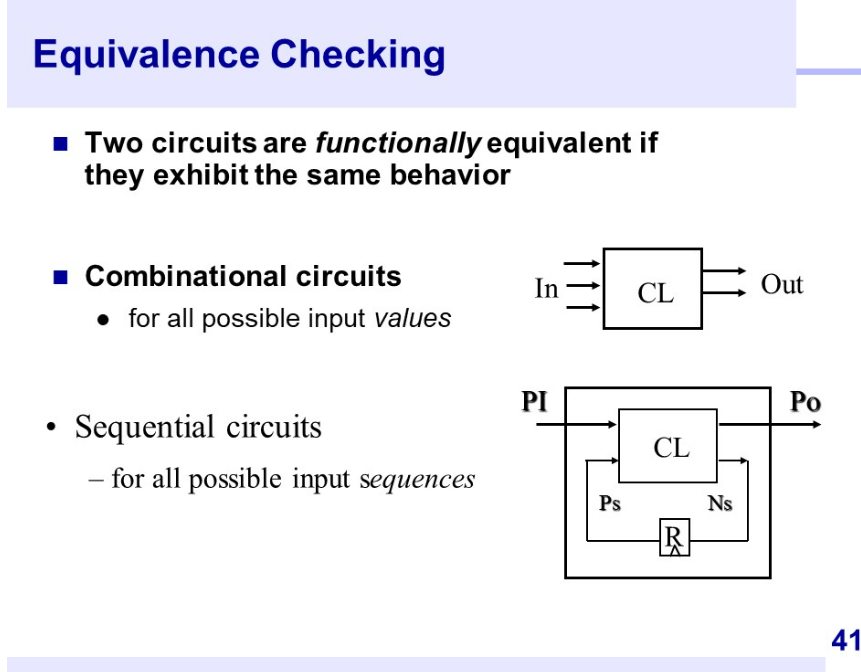 Equivalence Checking
■ Two circuits are functionally equivalent if
they exhibit the same behavior
■ Combinational circuits
● for all possible input values
In
CL
Out
• Sequential circuits
– for all possible input sequences
PI
Po
CL
Ps
Ns
R
41